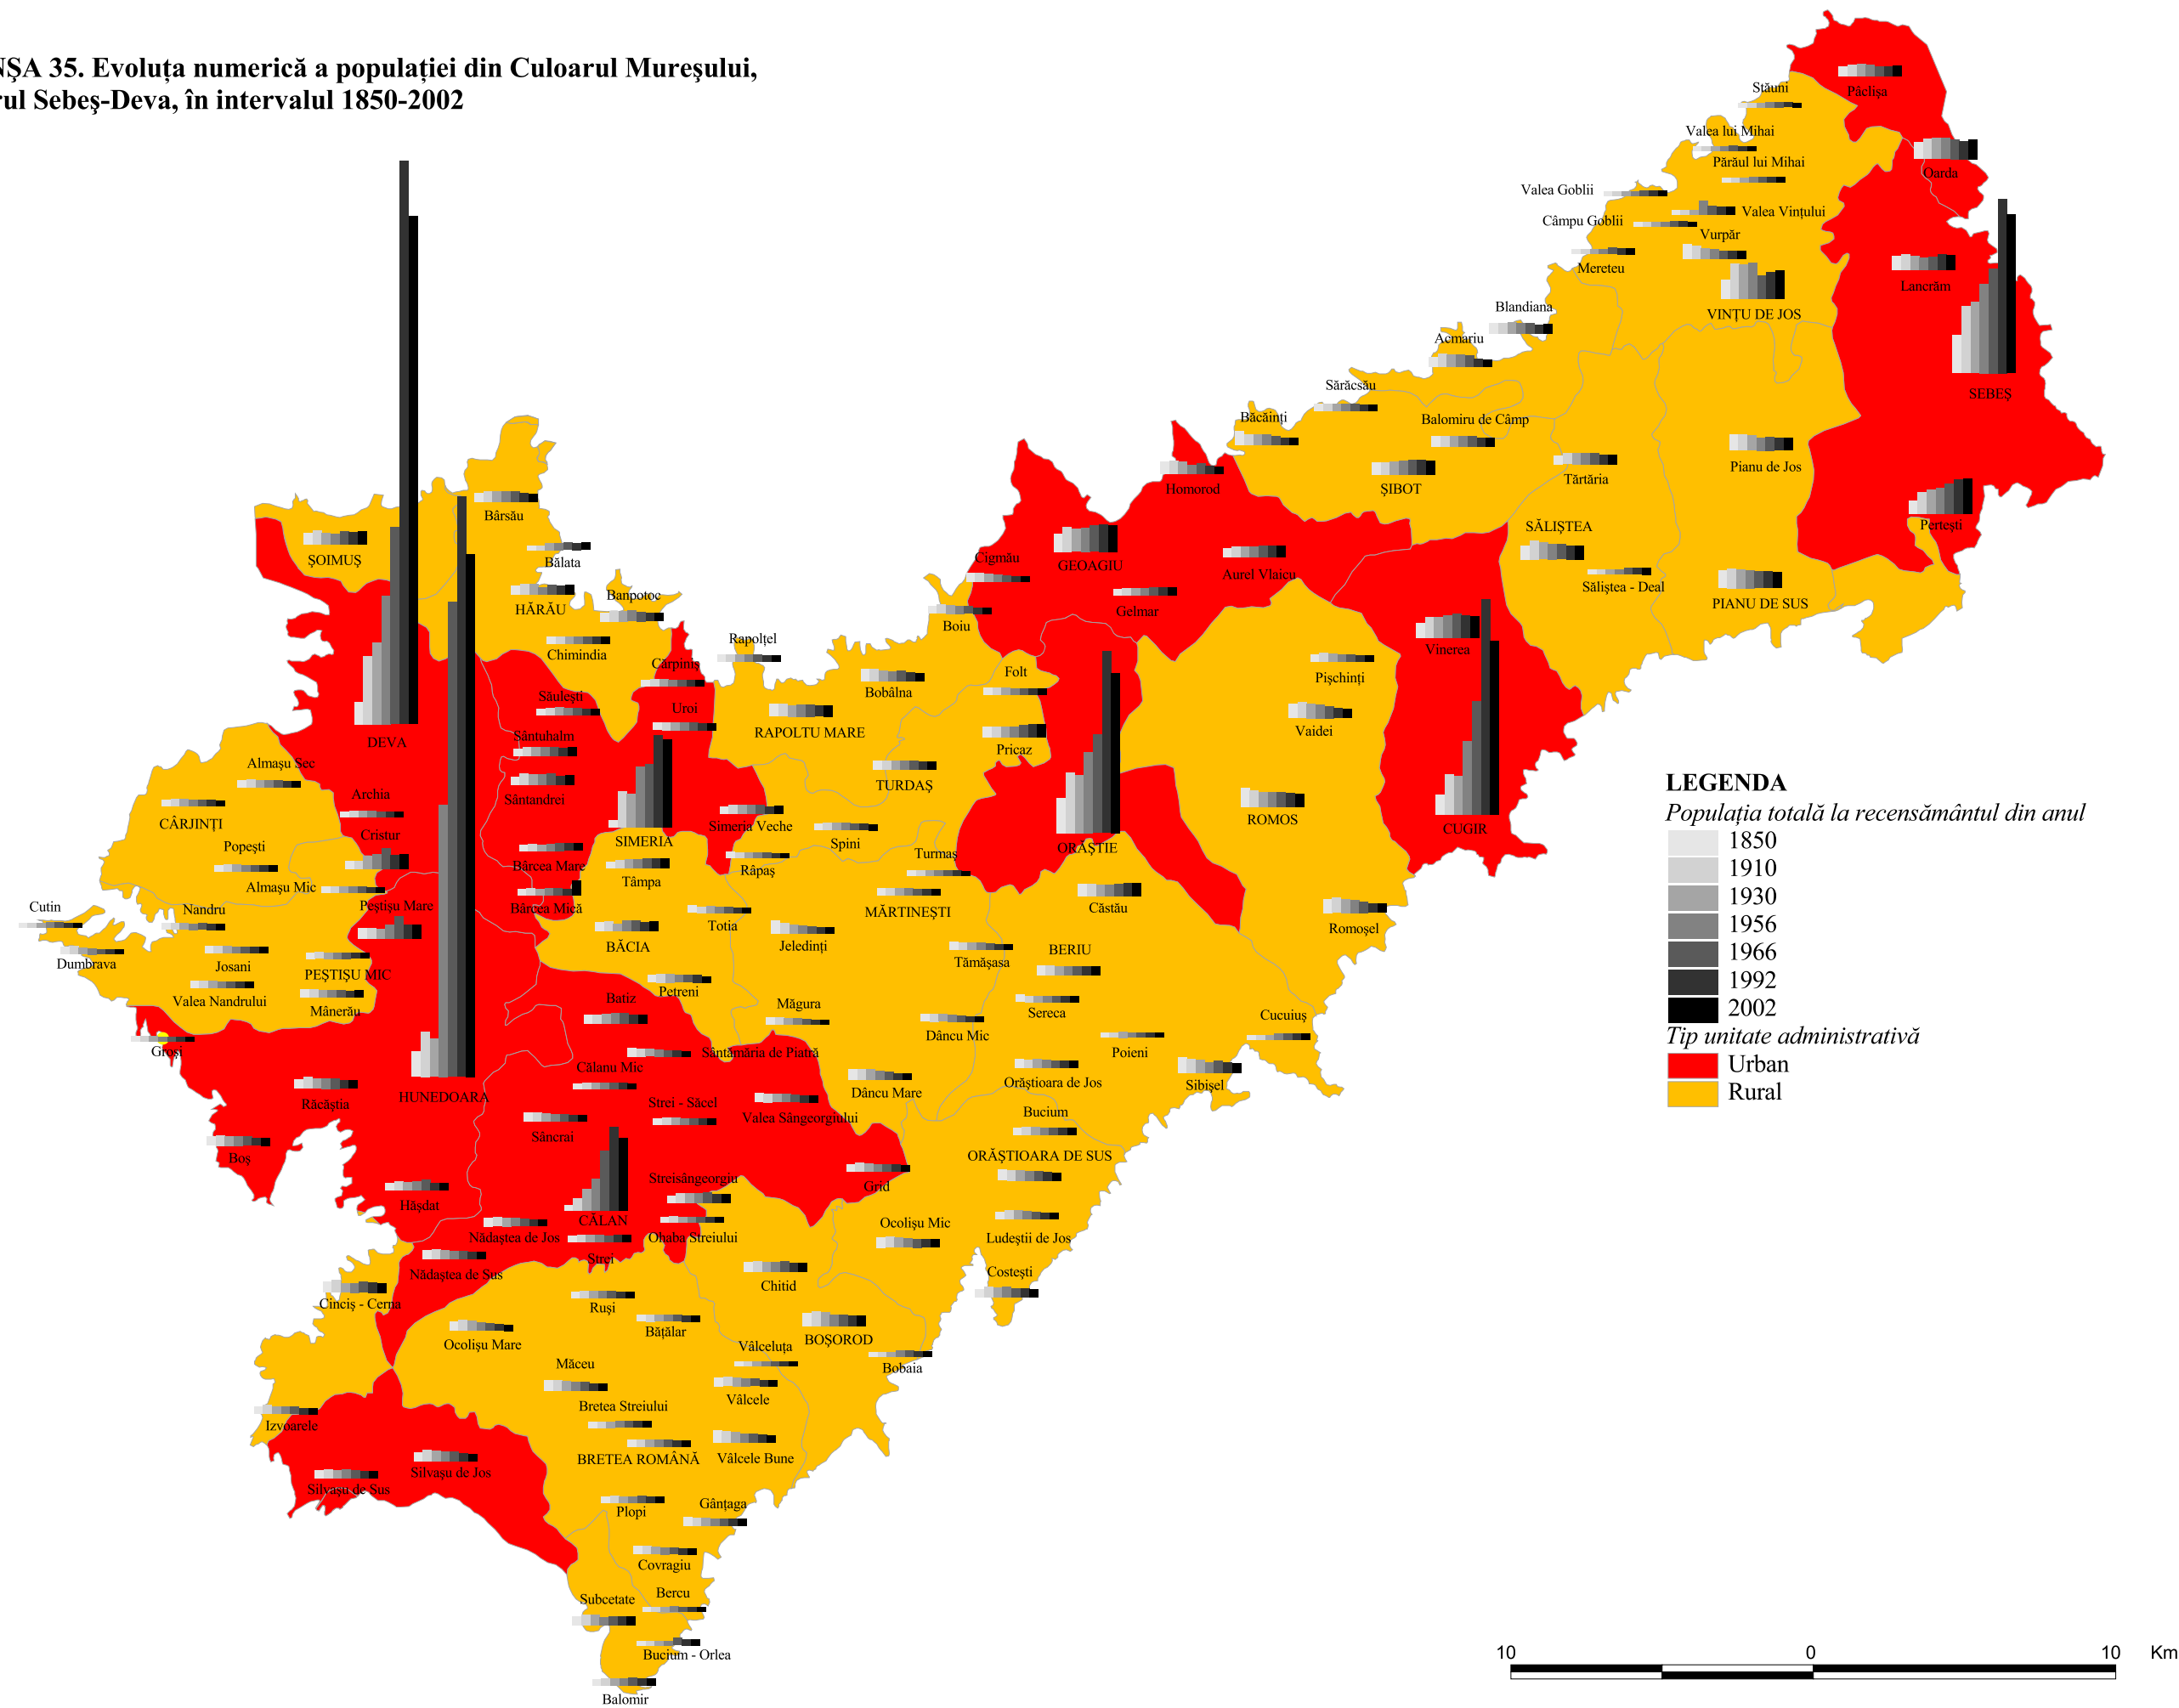 NŞA 35. Evoluţa numerică a populaţiei din Culoarul Mureşului,
rul Sebeş-Deva, în intervalul 1850-2002
Pâclişa
Stăuni
Valea lui Mihai
Părăul lui Mihai
Oarda
Valea Goblii
Valea Vinţului
Câmpu Goblii
Vurpăr
Mereteu
Lancrăm
Blandiana
VINŢU DE JOS
Acmariu
SEBEŞ
Sărăcsău
Băcăinţi
Balomiru de Câmp
Pianu de Jos
Tărtăria
Homorod
ŞIBOT
Bârsău
SĂLIŞTEA
Perteşti
ŞOIMUŞ
Bălata
Cigmău
GEOAGIU
Aurel Vlaicu
Săliştea - Deal
PIANU DE SUS
HĂRĂU
Banpotoc
Gelmar
Boiu
Rapolţel
Chimindia
Vinerea
Cărpiniş
Folt
Pişchinţi
Bobâlna
Săuleşti
Uroi
RAPOLTU MARE
Vaidei
Sântuhalm
DEVA
Pricaz
Almaşu Sec
TURDAŞ
LEGENDA
Archia
Sântandrei
Populaţia totală la recensământul din anul
CÂRJINŢI
Cristur
SIMERIA
Simeria Veche
Spini
ORĂŞTIE
ROMOS
CUGIR
1850
Popeşti
Bârcea Mare
Turmaş
1910
Almaşu Mic
Tâmpa
Râpaş
1930
Cutin
Nandru
Peştişu Mare
Bârcea Mică
MĂRTINEŞTI
Căstău
1956
Totia
Romoşel
BĂCIA
Jeledinţi
BERIU
1966
Dumbrava
Josani
PEŞTIŞU MIC
Tămăşasa
1992
Valea Nandrului
Mânerău
Petreni
2002
Batiz
Măgura
Sereca
Cucuiuş
Tip unitate administrativă
Groşi
Dâncu Mic
Poieni
Sântămăria de Piatră
Urban
Călanu Mic
Orăştioara de Jos
Sibişel
Rural
Răcăştia
HUNEDOARA
Dâncu Mare
Strei - Săcel
Valea Sângeorgiului
Bucium
Sâncrai
Boş
ORĂŞTIOARA DE SUS
Streisângeorgiu
Grid
Hăşdat
CĂLAN
Ocolişu Mic
Nădaştea de Jos
Ohaba Streiului
Ludeştii de Jos
Strei
Nădaştea de Sus
Costeşti
Chitid
Cinciş - Cerna
Ruşi
Băţălar
BOŞOROD
Ocolişu Mare
Vâlceluţa
Bobaia
Măceu
Vâlcele
Bretea Streiului
Izvoarele
BRETEA ROMÂNĂ
Vâlcele Bune
Silvaşu de Jos
Silvaşu de Sus
Plopi
Gânţaga
Covragiu
Subcetate
Bercu
Bucium - Orlea
Balomir
10 0 10 Km